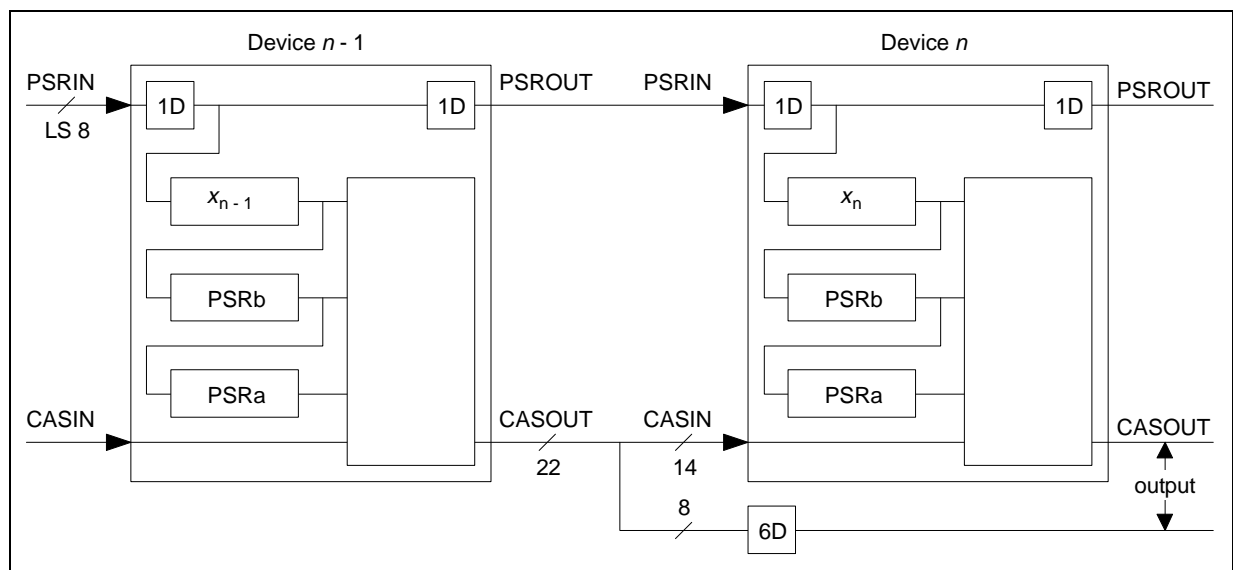 Device n - 1
Device n
PSRIN
PSROUT
PSRIN
PSROUT
1D
1D
1D
1D
LS 8
xn - 1
xn
PSRb
PSRb
PSRa
PSRa
CASIN
CASOUT
CASIN
CASOUT
22
14
output
8
6D